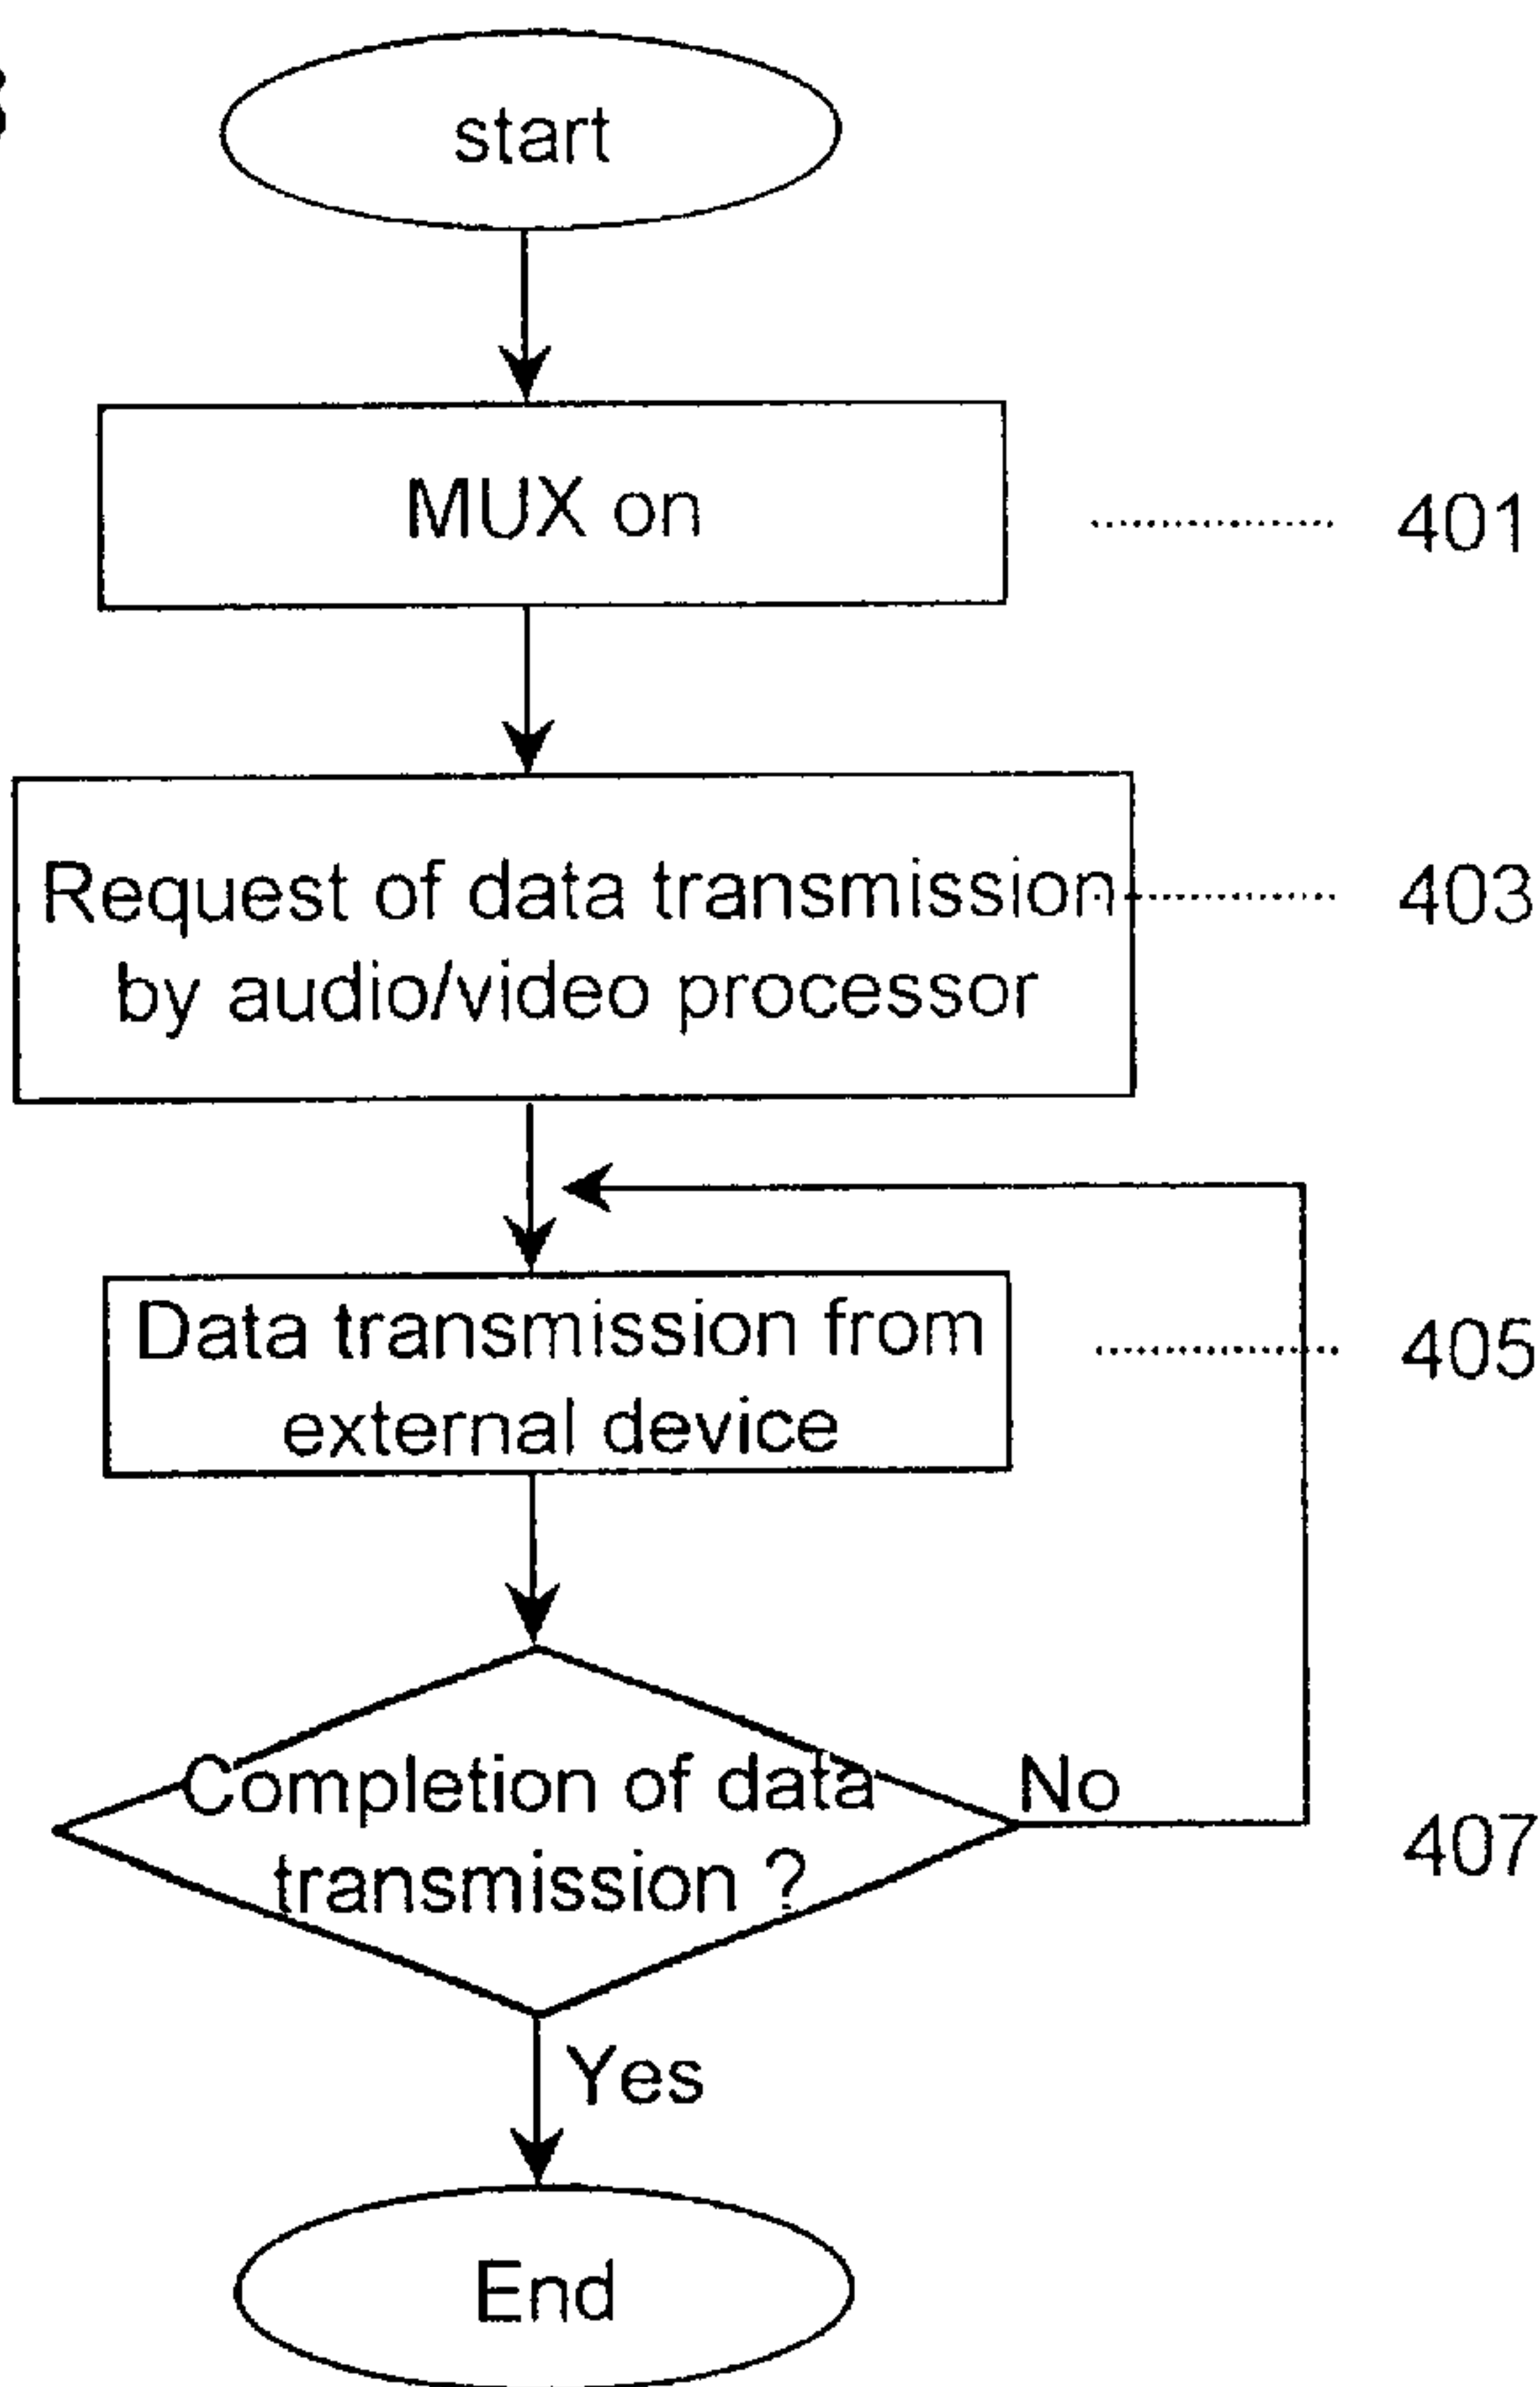 start
MUX on
401
Request of data transmission
by audio/video processor
403
Data transmission from
external device
405
Completion of data
transmission ?
No
407
Yes
End